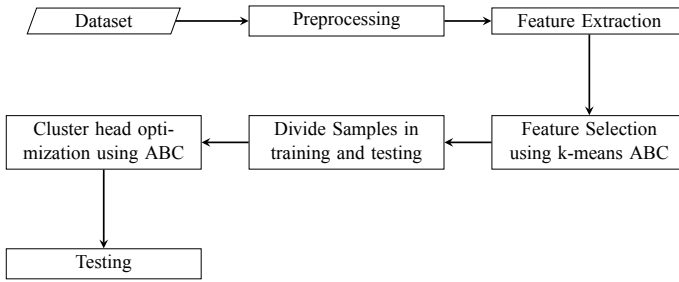 Dataset
Preprocessing
Feature Extraction
Cluster head opti-
mization using ABC
Divide Samples in
training and testing
Feature Selection
using k-means ABC
Testing